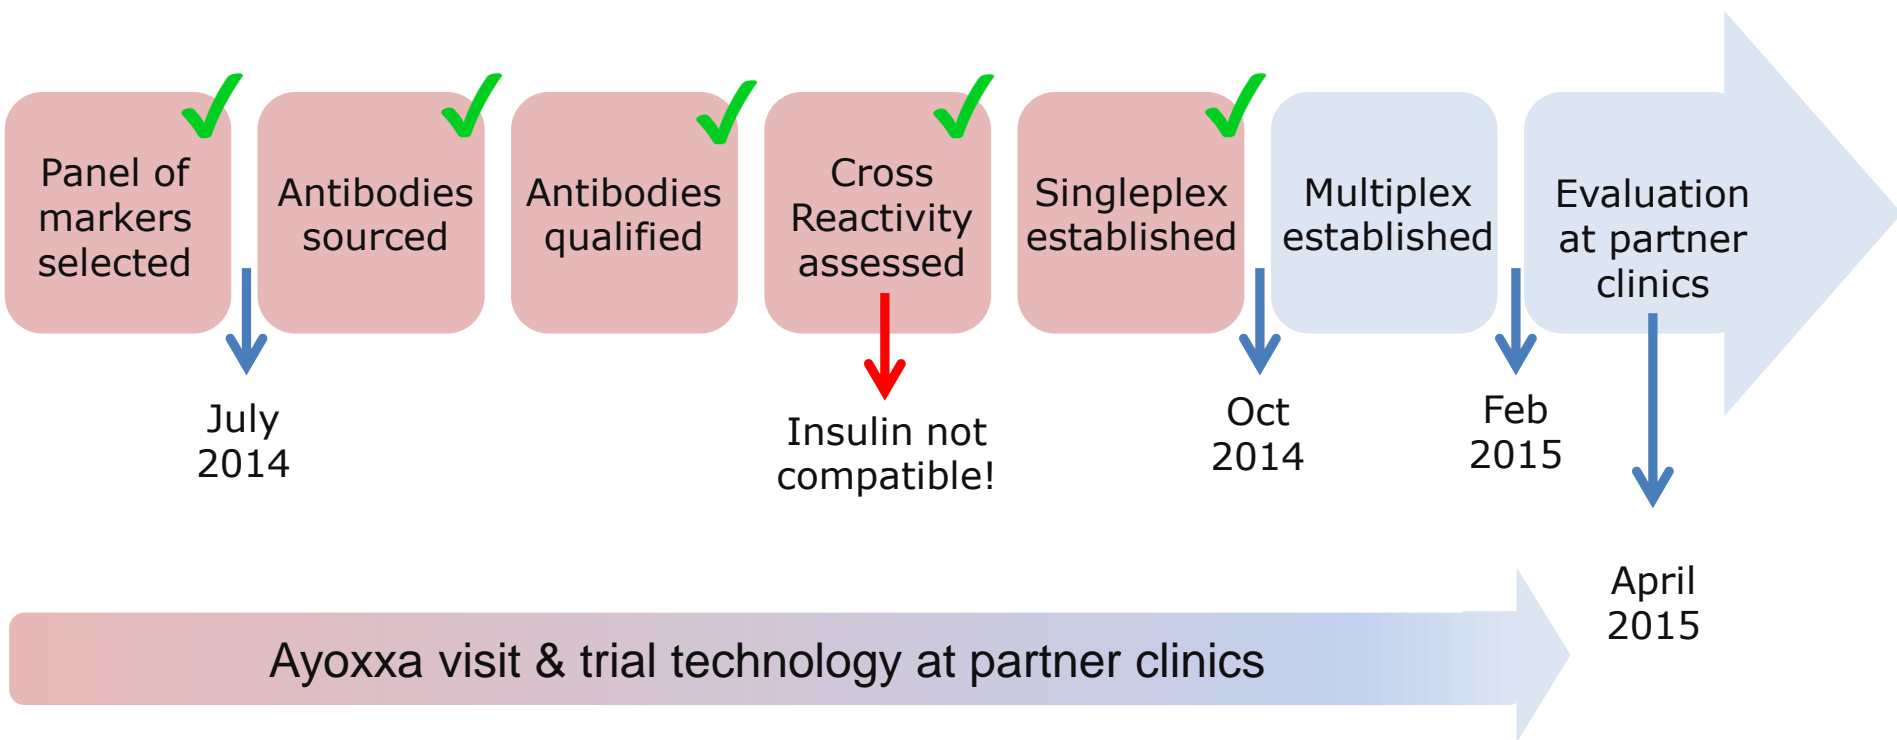 Panel of
markers
selected
Antibodies
sourced
Antibodies
qualified
Cross
Reactivity
assessed
Singleplex
established
Multiplex
established
Evaluation
at partner
clinics
July
2014
Insulin not
compatible!
Oct
2014
Feb
2015
April
2015
Ayoxxa visit & trial technology at partner clinics